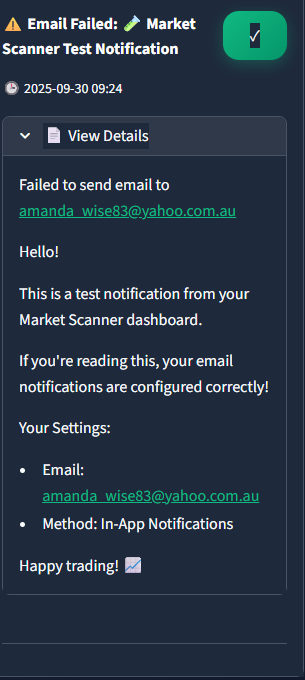 ⚠️ Email Failed: 🧪 Market
Scanner Test Notification
✓
🕒 2025-09-30 09:24
📄 View Details
Failed to send email to
amanda_wise83@yahoo.com.au
Hello!
This is a test notification from your
Market Scanner dashboard.
If you're reading this, your email
notifications are configured correctly!
Your Settings:
• Email:
amanda_wise83@yahoo.com.au
• Method: In-App Notifications
Happy trading! 📈